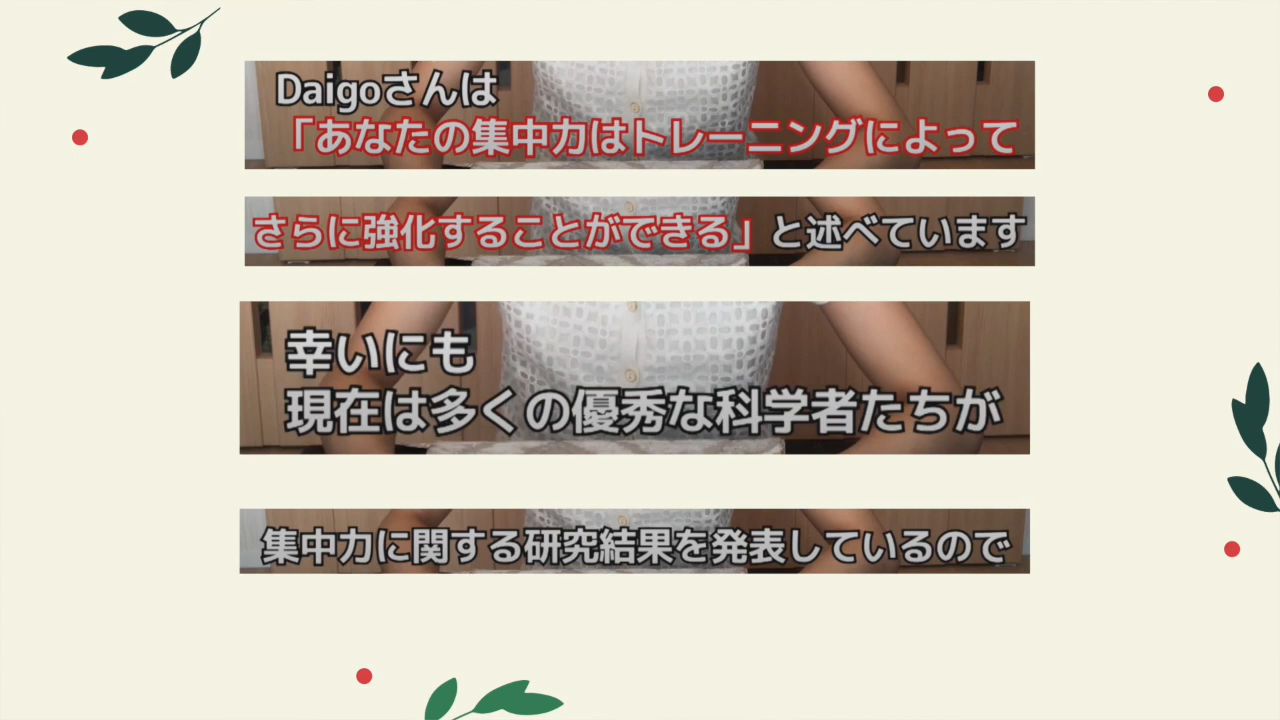 Daigoさんは
「あなたの集中力はトレーニングによって
さらに強化することができる」と述べています
幸いにも
現在は多くの優秀な科学者たちが
集中力に関する研究結果を発表しているので